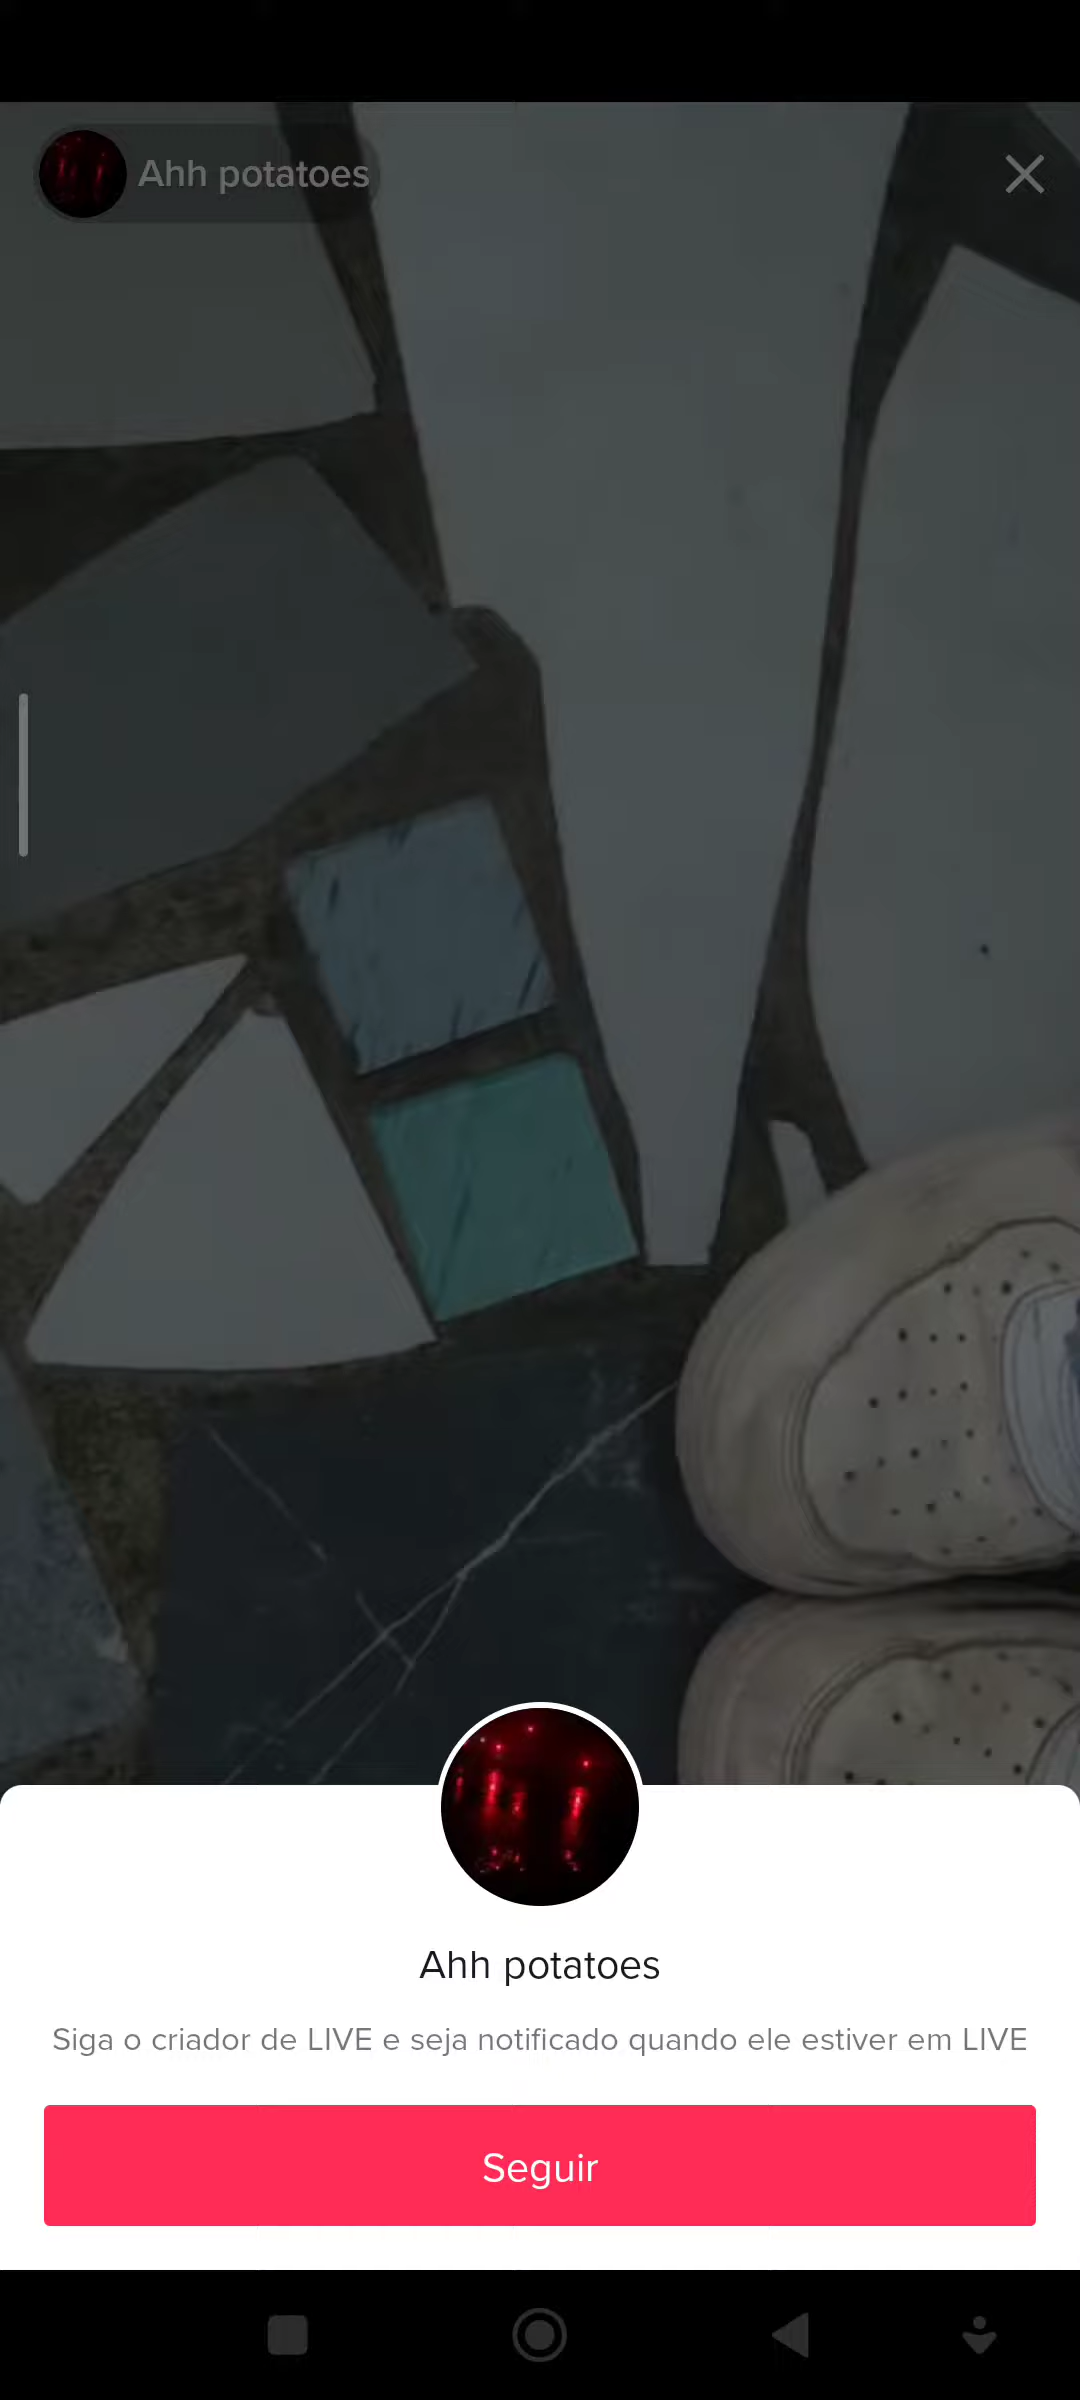 Ahh potatoes
Ahh potatoes
Siga o criador de LIVE e seja notificado quando ele estiver em LIVE
Seguir